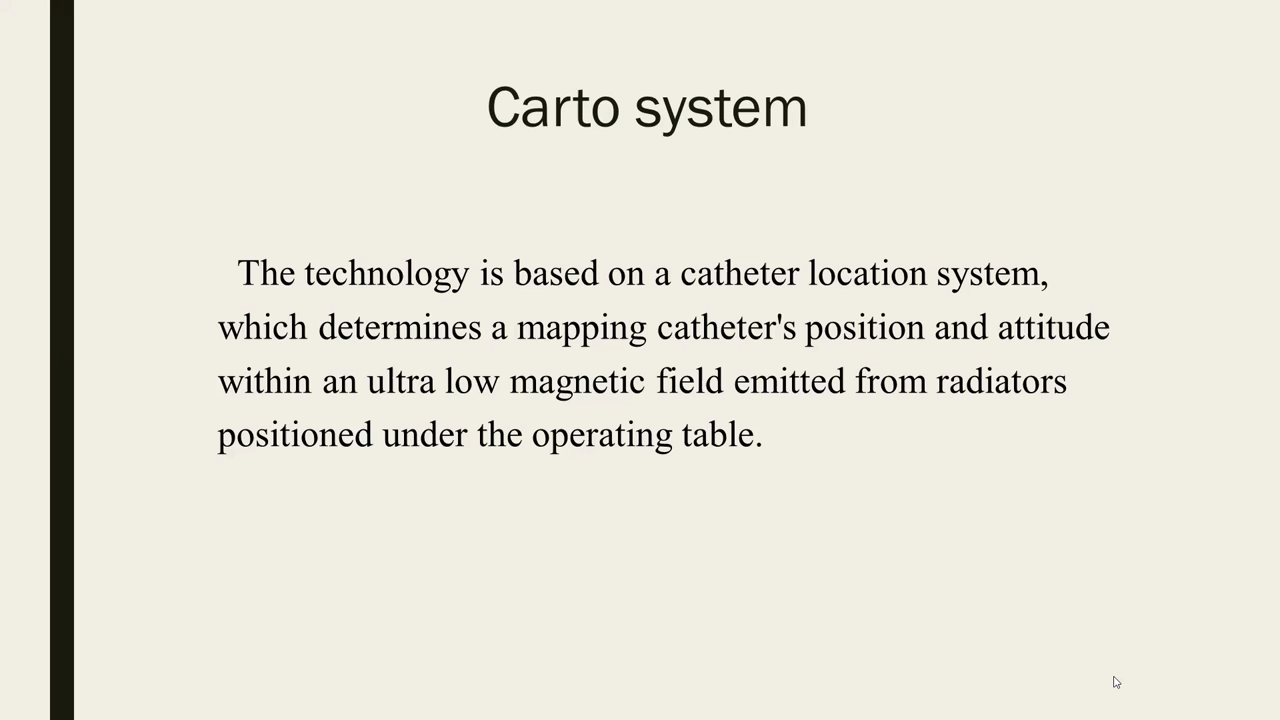 Carto system
The technology is based on a catheter location system,
which determines a mapping catheter's position and attitude
within an ultra low magnetic field emitted from radiators
positioned under the operating table.